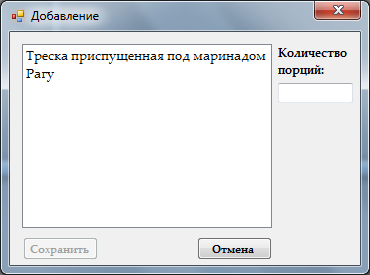 Добавление
Треска приспущенная под маринадом
Рагу
Количество
порций:
Сохранить
Отмена